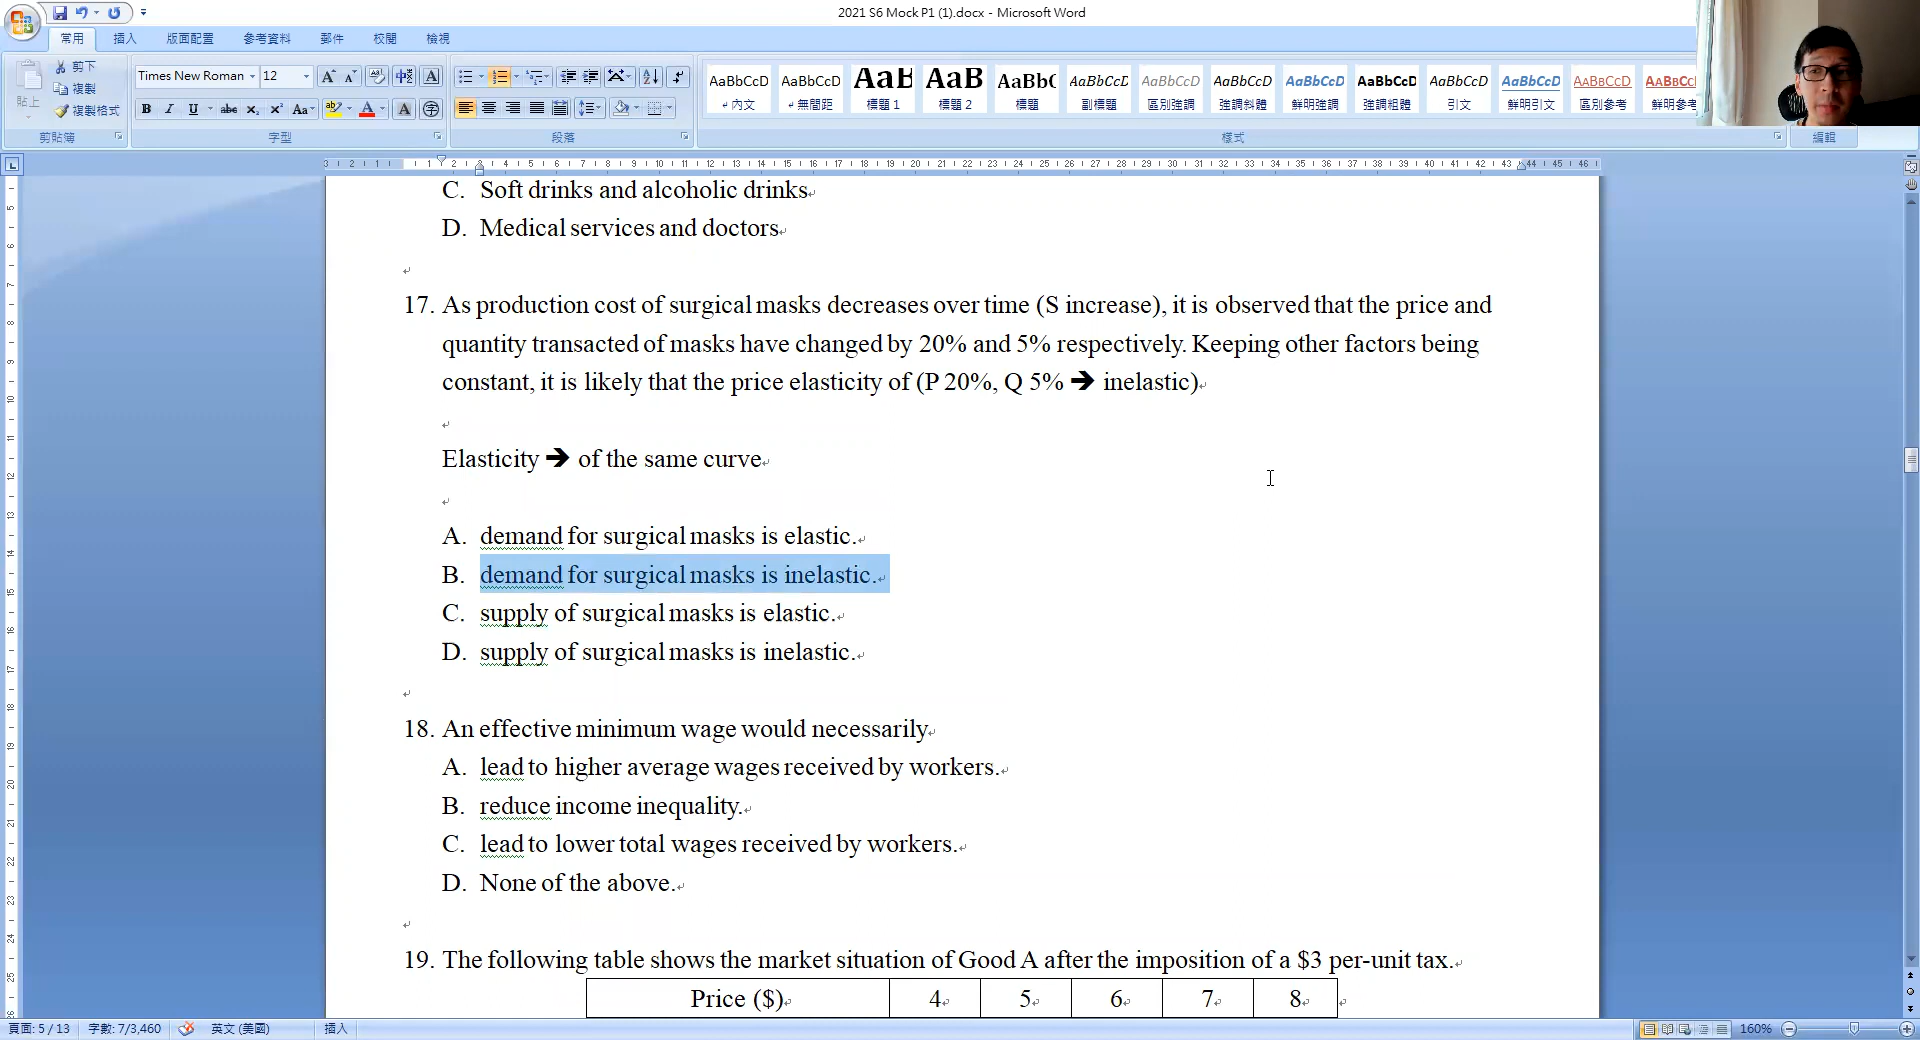 2021 S6 Mock P1 (1).docx - Microsoft Word
常用 插入 版面配置 參考資料 郵件 校閱 檢視
貼上 剪下 複製 複製格式 剪貼簿
Times New Roman 12 字型
段落
AaBbCcD AaBbCcD AaB AaB AaBb( AaBbCcD AaBbCcD AaBbCcD AaBbCcD AaBbCcD AaBbCcD AaBbCcD AaBbCcD AaBbCc
內文 無間距 標題 1 標題 2 標題 副標題 區別強調 強調斜體 鮮明強調 強調粗體 引文 鮮明引文 區別參考 鮮明參考
樣式 編輯
C. Soft drinks and alcoholic drinks
D. Medical services and doctors
17. As production cost of surgical masks decreases over time (S increase), it is observed that the price and
quantity transacted of masks have changed by 20% and 5% respectively. Keeping other factors being
constant, it is likely that the price elasticity of (P 20%, Q 5% ➔ inelastic)
Elasticity ➔ of the same curve
A. demand for surgical masks is elastic.
B. demand for surgical masks is inelastic.
C. supply of surgical masks is elastic.
D. supply of surgical masks is inelastic.
18. An effective minimum wage would necessarily
A. lead to higher average wages received by workers.
B. reduce income inequality.
C. lead to lower total wages received by workers.
D. None of the above.
19. The following table shows the market situation of Good A after the imposition of a $3 per-unit tax.
Price ($) 4 5 6 7 8
頁面: 5 / 13 字數: 7/3,460 英文 (美國) 插入 160%